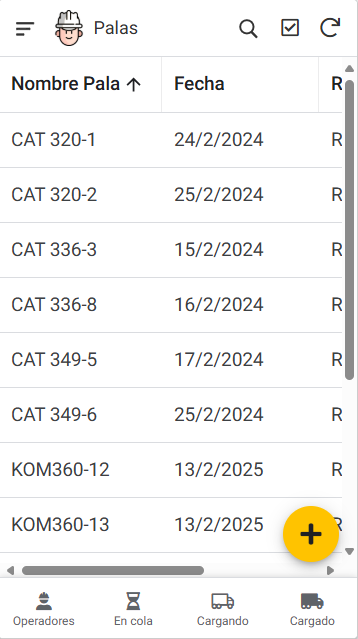 Palas
Nombre Pala Fecha R
CAT 320-1 24/2/2024 R
CAT 320-2 25/2/2024 R
CAT 336-3 15/2/2024 R
CAT 336-8 16/2/2024 R
CAT 349-5 17/2/2024 R
CAT 349-6 25/2/2024 R
KOM360-12 13/2/2025 R
KOM360-13 13/2/2025 R
Operadores En cola Cargando Cargado